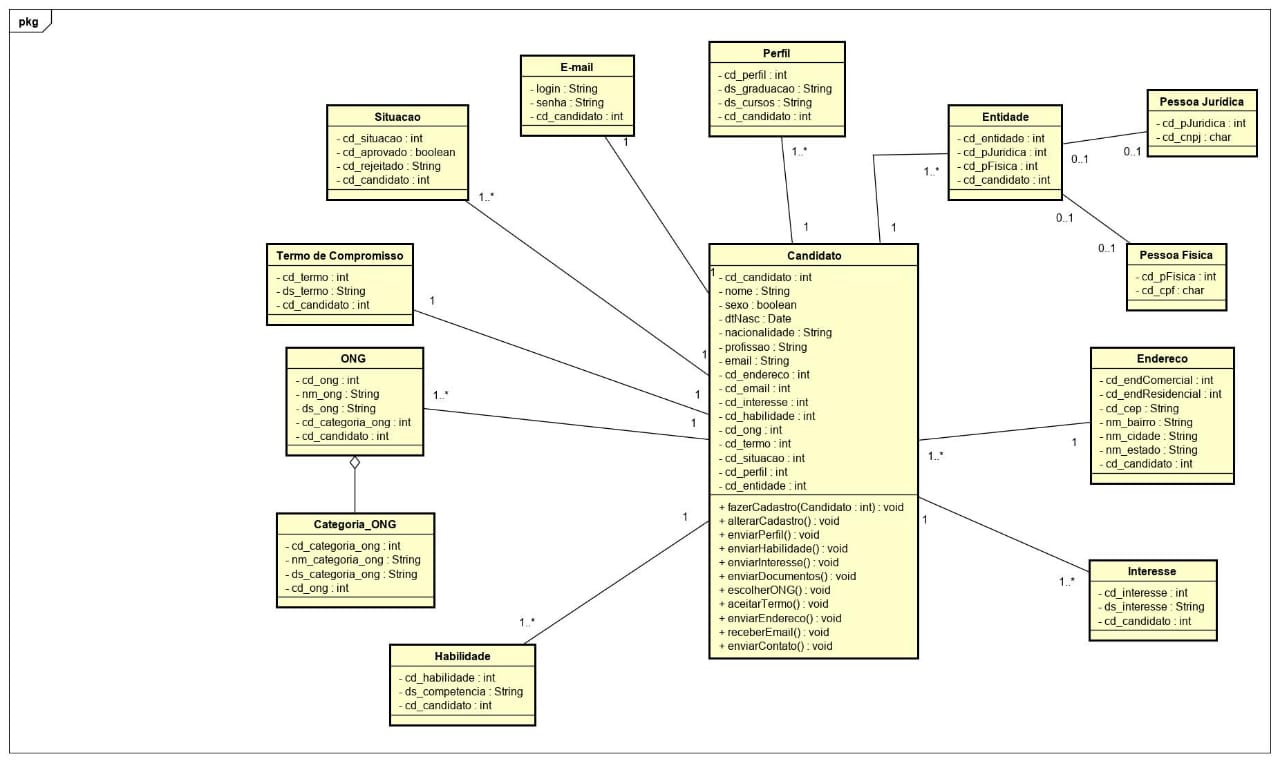 pkg
E-mail
- login : String
- senha : String
- cd_candidato : int
1
1
Perfil
- cd_perfil : int
- ds_graduacao : String
- ds_cursos : String
- cd_candidato : int
1..*
1
Entidade
- cd_entidade : int
- cd_pJuridica : int
- cd_pFisica : int
- cd_candidato : int
1..*
1
0..1
0..1
Pessoa Jurídica
- cd_pJuridica : int
- cd_cnpj : char
0..1
0..1
Pessoa Fisica
- cd_pFisica : int
- cd_cpf : char
Situacao
- cd_situacao : int
- cd_aprovado : boolean
- cd_rejeitado : String
- cd_candidato : int
1..*
1
Termo de Compromisso
- cd_termo : int
- ds_termo : String
- cd_candidato : int
1
1
ONG
- cd_ong : int
- nm_ong : String
- ds_ong : String
- cd_categoria_ong : int
- cd_candidato : int
1..*
1
Categoria_ONG
- cd_categoria_ong : int
- nm_categoria_ong : String
- ds_categoria_ong : String
- cd_ong : int
Habilidade
- cd_habilidade : int
- ds_competencia : String
- cd_candidato : int
1..*
1
Candidato
- cd_candidato : int
- nome : String
- sexo : boolean
- dtNasc : Date
- nacionalidade : String
- profissao : String
- email : String
- cd_endereco : int
- cd_email : int
- cd_interesse : int
- cd_habilidade : int
- cd_ong : int
- cd_termo : int
- cd_situacao : int
- cd_perfil : int
- cd_entidade : int
+ fazerCadastro(Candidato : int) : void
+ alterarCadastro() : void
+ enviarPerfil() : void
+ enviarHabilidade() : void
+ enviarInteresse() : void
+ enviarDocumentos() : void
+ escolherONG() : void
+ aceitarTermo() : void
+ enviarEndereco() : void
+ receberEmail() : void
+ enviarContato() : void
Endereco
- cd_endComercial : int
- cd_endResidencial : int
- cd_cep : String
- nm_bairro : String
- nm_cidade : String
- nm_estado : String
- cd_candidato : int
1..*
1
Interesse
- cd_interesse : int
- ds_interesse : String
- cd_candidato : int
1
1..*